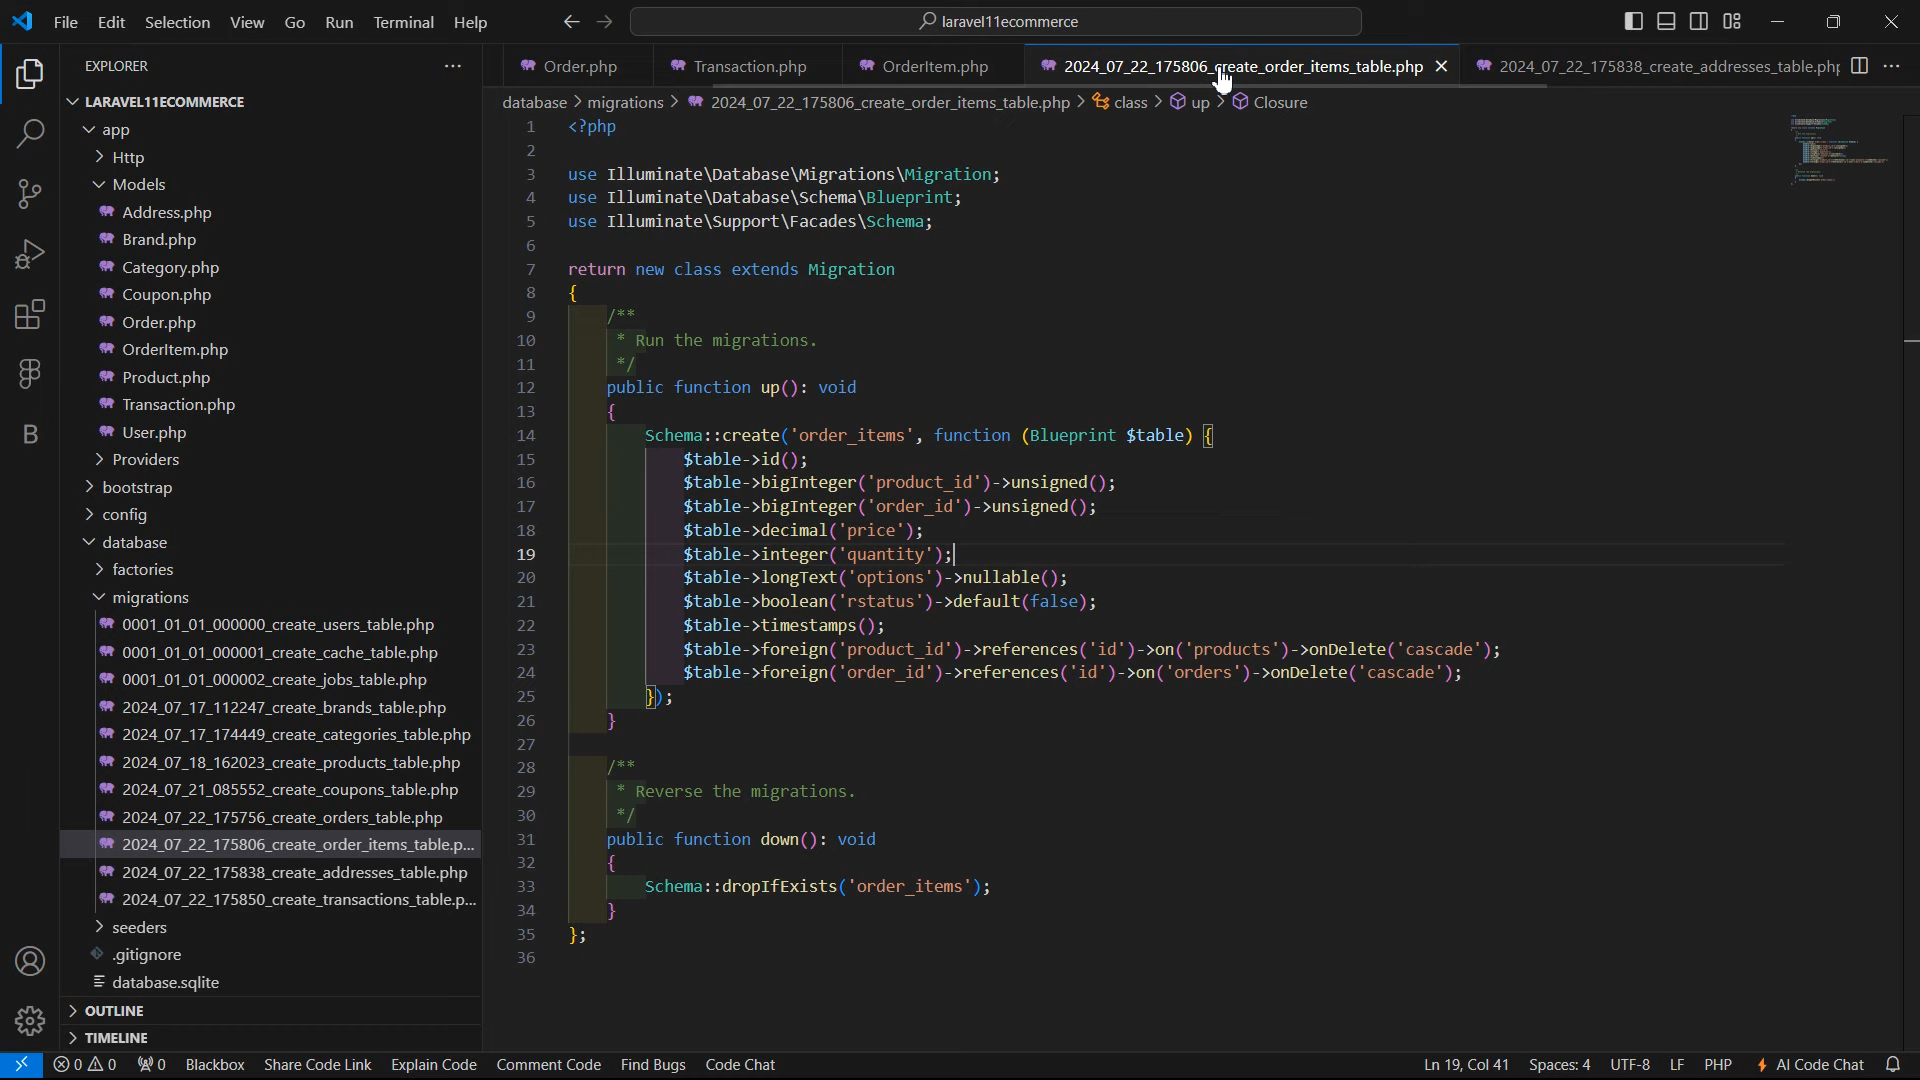 File Edit Selection View Go Run Terminal Help
laravel11ecommerce
EXPLORER
LARAVEL11ECOMMERCE
app
Http
Models
Address.php
Brand.php
Category.php
Coupon.php
Order.php
OrderItem.php
Product.php
Transaction.php
User.php
Providers
bootstrap
config
database
factories
migrations
0001_01_01_000000_create_users_table.php
0001_01_01_000001_create_cache_table.php
0001_01_01_000002_create_jobs_table.php
2024_07_17_112247_create_brands_table.php
2024_07_17_174449_create_categories_table.php
2024_07_18_162023_create_products_table.php
2024_07_21_085552_create_coupons_table.php
2024_07_22_175756_create_orders_table.php
2024_07_22_175806_create_order_items_table.p...
2024_07_22_175838_create_addresses_table.php
2024_07_22_175850_create_transactions_table.p...
seeders
.gitignore
database.sqlite
OUTLINE
TIMELINE
Order.php Transaction.php OrderItem.php 2024_07_22_175806_create_order_items_table.php 2024_07_22_175838_create_addresses_table.php
database > migrations > 2024_07_22_175806_create_order_items_table.php > class > up > Closure
1 <?php
2
3 use Illuminate\Database\Migrations\Migration;
4 use Illuminate\Database\Schema\Blueprint;
5 use Illuminate\Support\Facades\Schema;
6
7 return new class extends Migration
8 {
9 /**
10 * Run the migrations.
11 */
12 public function up(): void
13 {
14 Schema::create('order_items', function (Blueprint $table) {
15 $table->id();
16 $table->bigInteger('product_id')->unsigned();
17 $table->bigInteger('order_id')->unsigned();
18 $table->decimal('price');
19 $table->integer('quantity');
20 $table->longText('options')->nullable();
21 $table->boolean('rstatus')->default(false);
22 $table->timestamps();
23 $table->foreign('product_id')->references('id')->on('products')->onDelete('cascade');
24 $table->foreign('order_id')->references('id')->on('orders')->onDelete('cascade');
25 });
26 }
27
28 /**
29 * Reverse the migrations.
30 */
31 public function down(): void
32 {
33 Schema::dropIfExists('order_items');
34 }
35 };
36
0 0 0 Blackbox Share Code Link Explain Code Comment Code Find Bugs Code Chat Ln 19, Col 41 Spaces: 4 UTF-8 LF PHP AI Code Chat